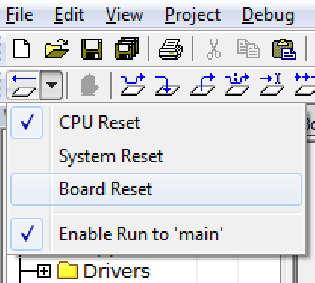 File Edit View Project Debug
CPU Reset
System Reset
Board Reset
Enable Run to 'main'
Drivers